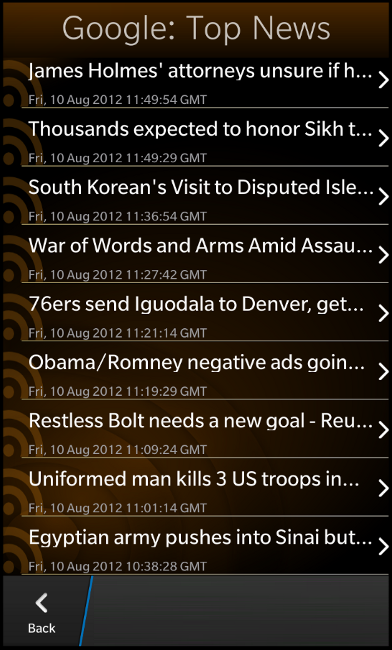 Google: Top News
James Holmes' attorneys unsure if h...
Fri, 10 Aug 2012 11:49:54 GMT
Thousands expected to honor Sikh t...
Fri, 10 Aug 2012 11:49:29 GMT
South Korean's Visit to Disputed Isle...
Fri, 10 Aug 2012 11:36:54 GMT
War of Words and Arms Amid Assau...
Fri, 10 Aug 2012 11:27:42 GMT
76ers send Iguodala to Denver, get...
Fri, 10 Aug 2012 11:21:14 GMT
Obama/Romney negative ads goin...
Fri, 10 Aug 2012 11:19:29 GMT
Restless Bolt needs a new goal - Reu...
Fri, 10 Aug 2012 11:09:24 GMT
Uniformed man kills 3 US troops in...
Fri, 10 Aug 2012 11:01:14 GMT
Egyptian army pushes into Sinai but...
Fri, 10 Aug 2012 10:38:28 GMT
Back